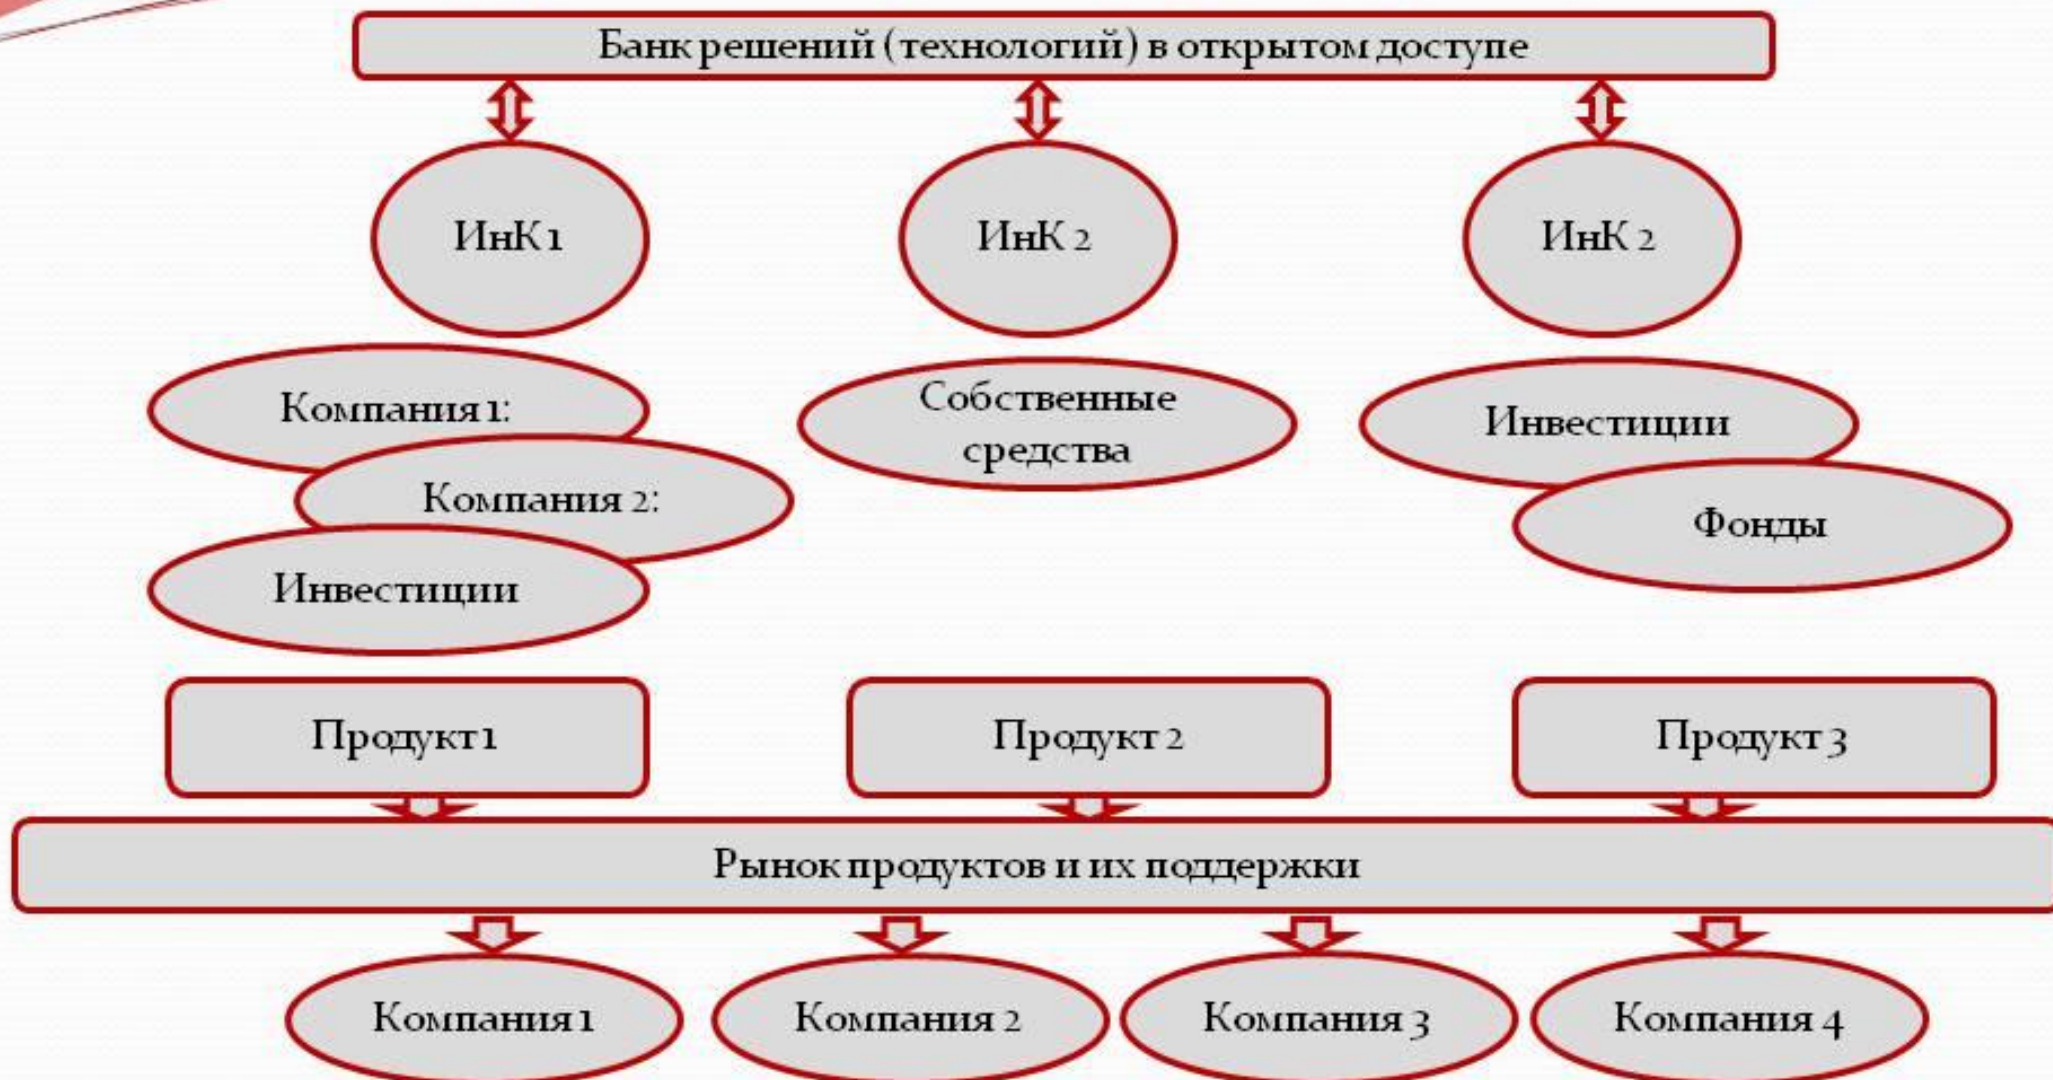 Банк решений (технологий) в открытом доступе
ИнК 1
ИнК 2
ИнК 2
Компания 1:
Компания 2:
Инвестиции
Собственные
средства
Инвестиции
Фонды
Продукт 1
Продукт 2
Продукт 3
Рынок продуктов и их поддержки
Компания 1
Компания 2
Компания 3
Компания 4